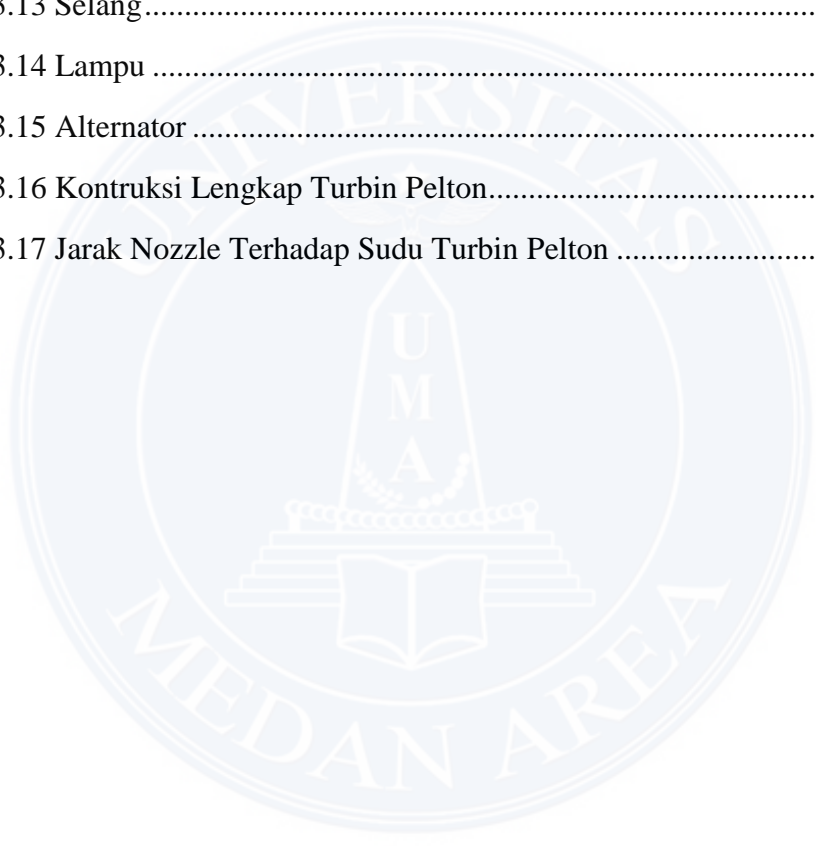 3.13 Selang.....................................................................................
3.14 Lampu ....................................................................................
3.15 Alternator ...............................................................................
3.16 Kontruksi Lengkap Turbin Pelton..........................................
3.17 Jarak Nozzle Terhadap Sudu Turbin Pelton ..........................
UNIVERSITAS
U
M
A
MEDAN AREA